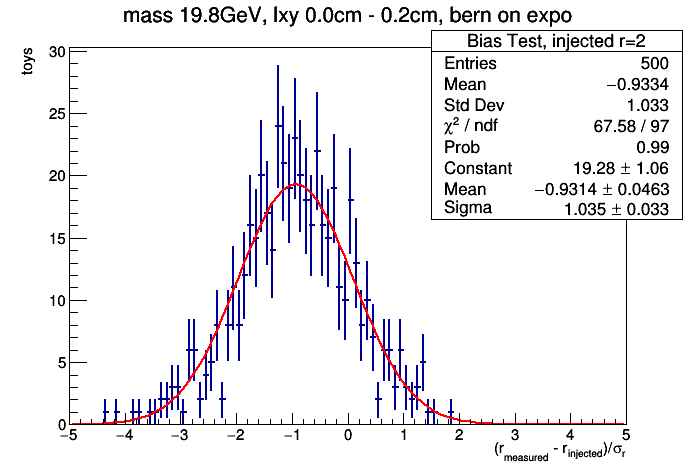 mass 19.8GeV, lxy 0.0cm - 0.2cm, bern on expo
Bias Test, injected r=2
Entries 500
Mean −0.9334
Std Dev 1.033
χ² / ndf 67.58 / 97
Prob 0.99
Constant 19.28 ± 1.06
Mean −0.9314 ± 0.0463
Sigma 1.035 ± 0.033
toys
30
25
20
15
10
5
0
−5 −4 −3 −2 −1 0 1 2 3 4 5
(r_measured - r_injected)/σ_r